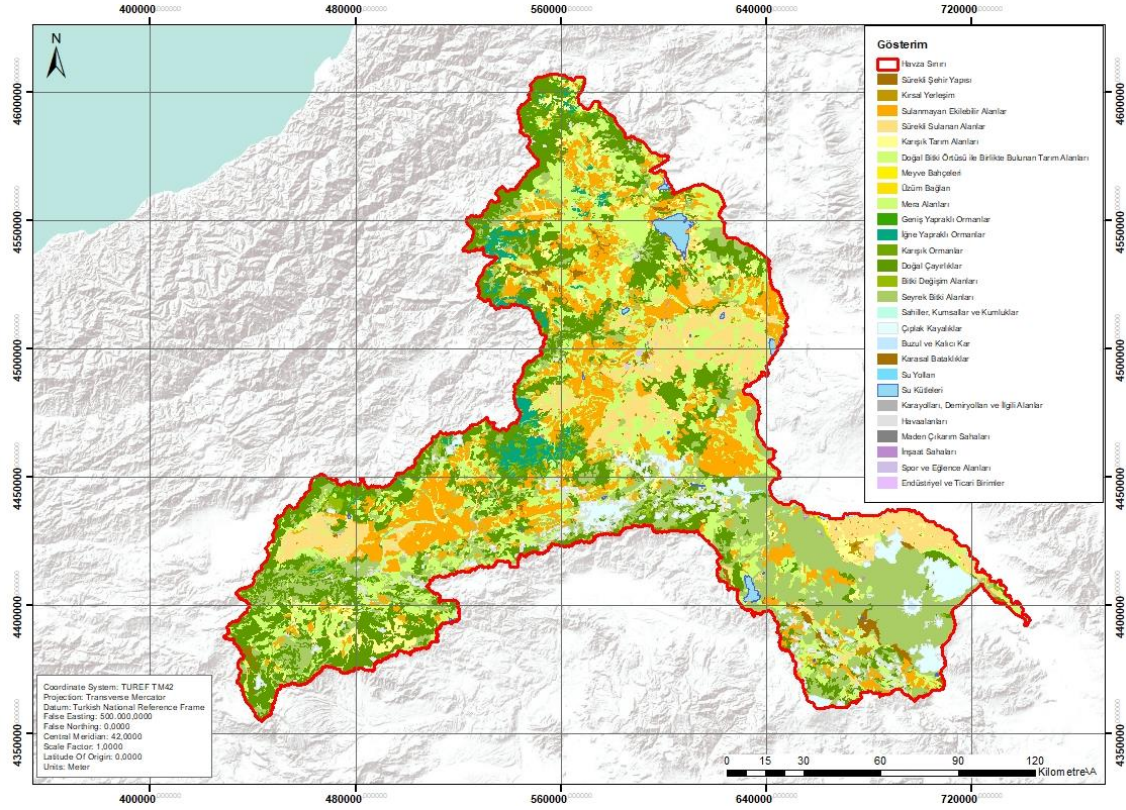 400000 480000 560000 640000 720000
N
4600000
4550000
4500000
4450000
4400000
4350000
Gösterim
Havza Sınırı
Sürekli Şehir Yapısı
Kırsal Yerleşim
Sulanmayan Ekilebilir Alanlar
Sürekli Sulanan Alanlar
Karışık Tarım Alanları
Doğal Bitki Örtüsü ile Birlikte Bulunan Tarım Alanları
Meyve Bahçeleri
Üzüm Bağları
Mera Alanları
Geniş Yapraklı Ormanlar
İğne Yapraklı Ormanlar
Karışık Ormanlar
Doğal Çayırlıklar
Bitki Değişim Alanları
Seyrek Bitki Alanları
Sahiller, Kumsallar ve Kumluklar
Çıplak Kayalıklar
Buzul ve Kalıcı Kar
Karasal Bataklıklar
Su Yolları
Su Kütleleri
Karayolları, Demiryolları ve İlgili Alanlar
Havaalanları
Maden Çıkarım Sahaları
İnşaat Sahaları
Spor ve Eğlence Alanları
Endüstriyel ve Ticari Birimler
4600000
4550000
4500000
4450000
4400000
4350000
Coordinate System: TUREF TM42
Projection: Transverse Mercator
Datum: Turkish National Reference Frame
False Easting: 500.000,0000
False Northing: 0,0000
Central Meridian: 42,0000
Scale Factor: 1,0000
Latitude Of Origin: 0,0000
Units: Meter
0 15 30 60 90 120
Kilometre
400000 480000 560000 640000 720000